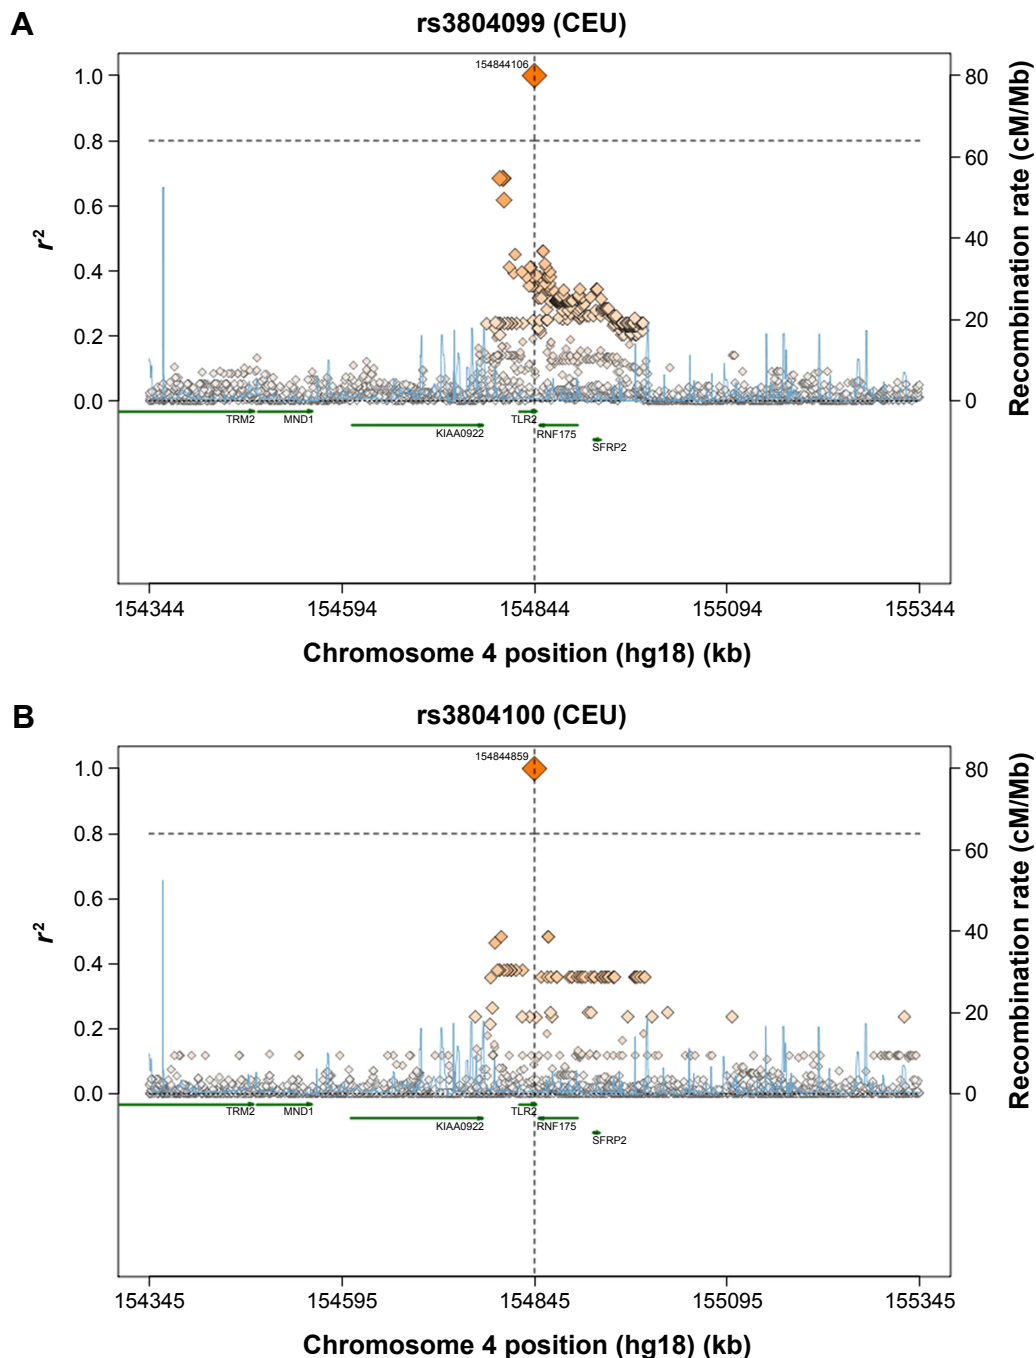 A
rs3804099 (CEU)
154844106
1.0
0.8
0.6
0.4
0.2
0.0
r²
80
60
40
20
0
Recombination rate (cM/Mb)
TRM2
MND1
KIAA0922
TLR2
RNF175
SFRP2
154344 154594 154844 155094 155344
Chromosome 4 position (hg18) (kb)
B
rs3804100 (CEU)
154844859
1.0
0.8
0.6
0.4
0.2
0.0
r²
80
60
40
20
0
Recombination rate (cM/Mb)
TRM2
MND1
KIAA0922
TLR2
RNF175
SFRP2
154345 154595 154845 155095 155345
Chromosome 4 position (hg18) (kb)